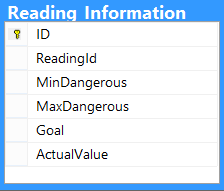 Reading Information
ID
ReadingId
MinDangerous
MaxDangerous
Goal
ActualValue